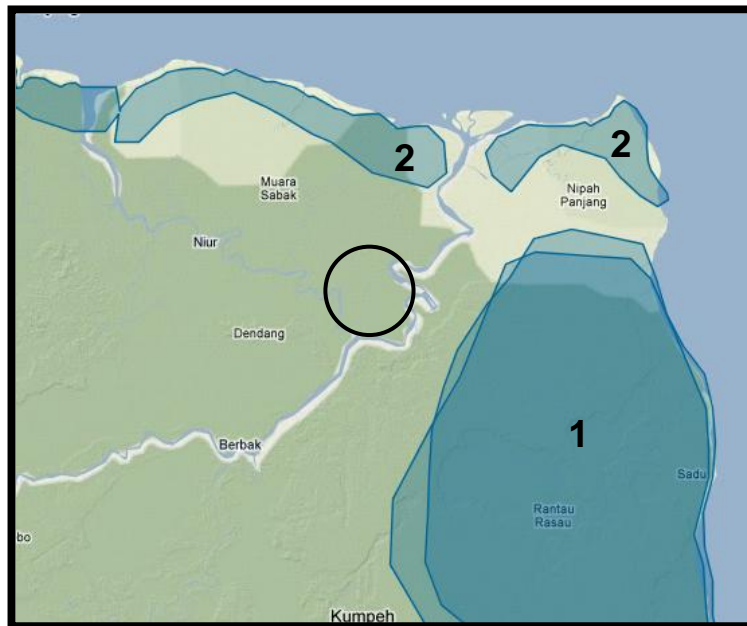 2
2
Muara
Sabak
Nipah
Panjang
Niur
Dendang
1
Berbak
Sadu
Rantau
Rasau
bo
Kumpeh